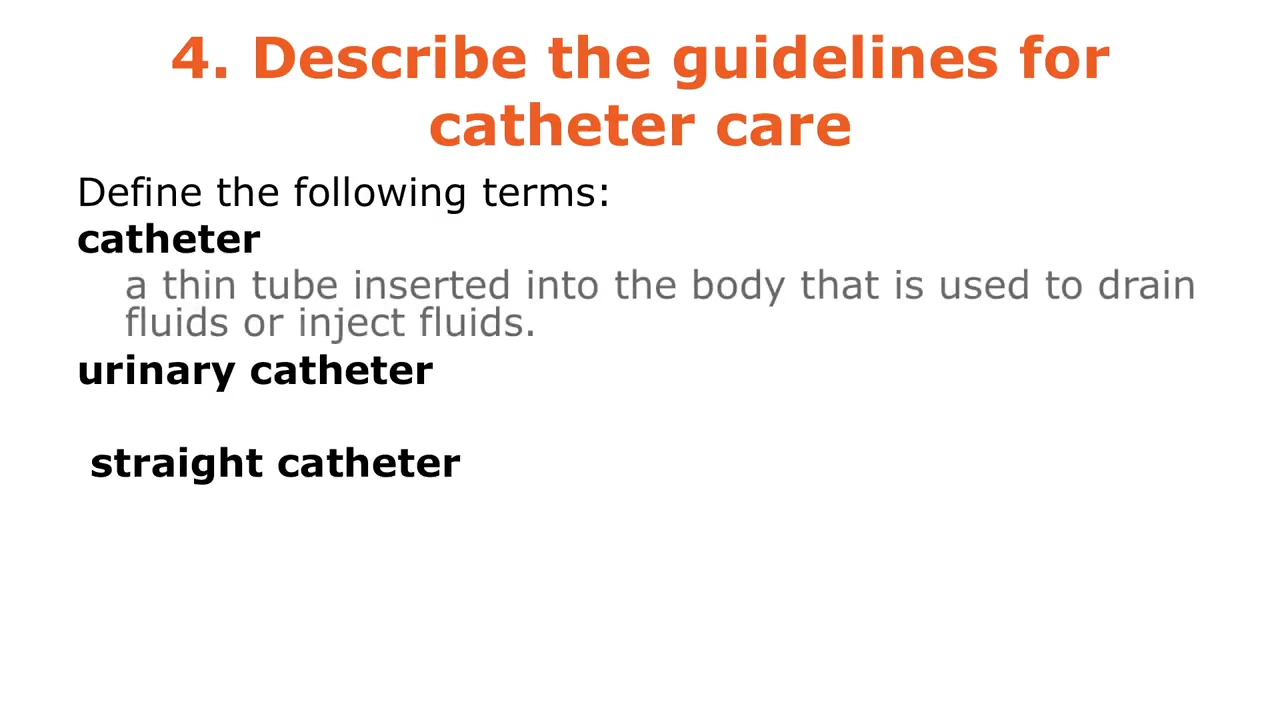 4. Describe the guidelines for
catheter care
Define the following terms:
catheter
a thin tube inserted into the body that is used to drain
fluids or inject fluids.
urinary catheter
straight catheter